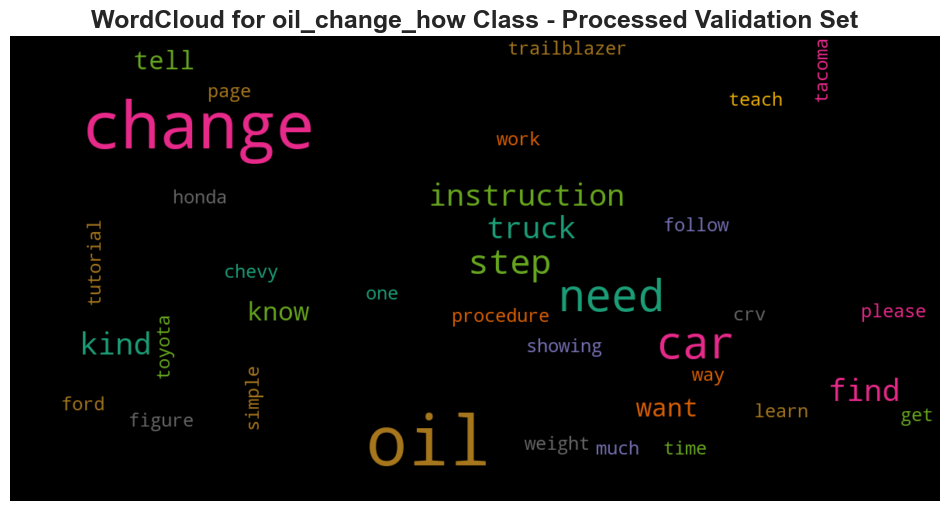 WordCloud for oil_change_how Class - Processed Validation Set
trailblazer
tacoma
tell
page
teach
change
work
honda
instruction
truck
follow
tutorial
step
chevy
one
need
know
procedure
crv
please
toyota
kind
showing
car
way
simple
find
ford
figure
want
learn
get
oil
weight
much
time